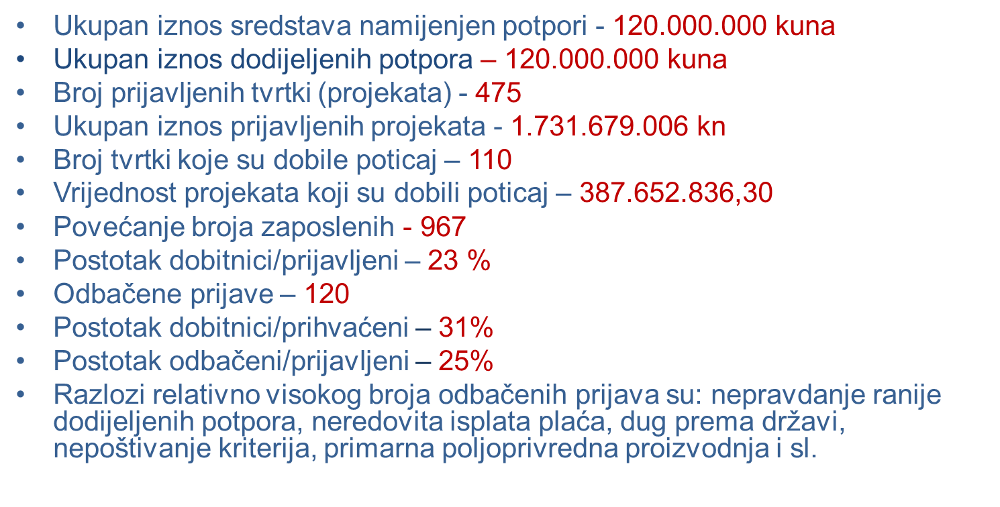 • Ukupan iznos sredstava namijenjen potpori - 120.000.000 kuna
• Ukupan iznos dodijeljenih potpora – 120.000.000 kuna
• Broj prijavljenih tvrtki (projekata) - 475
• Ukupan iznos prijavljenih projekata - 1.731.679.006 kn
• Broj tvrtki koje su dobile poticaj – 110
• Vrijednost projekata koji su dobili poticaj – 387.652.836,30
• Povećanje broja zaposlenih - 967
• Postotak dobitnici/prijavljeni – 23 %
• Odbačene prijave – 120
• Postotak dobitnici/prihvaćeni – 31%
• Postotak odbačeni/prijavljeni – 25%
• Razlozi relativno visokog broja odbačenih prijava su: nepravdanje ranije
dodijeljenih potpora, neredovita isplata plaća, dug prema državi,
nepoštivanje kriterija, primarna poljoprivredna proizvodnja i sl.